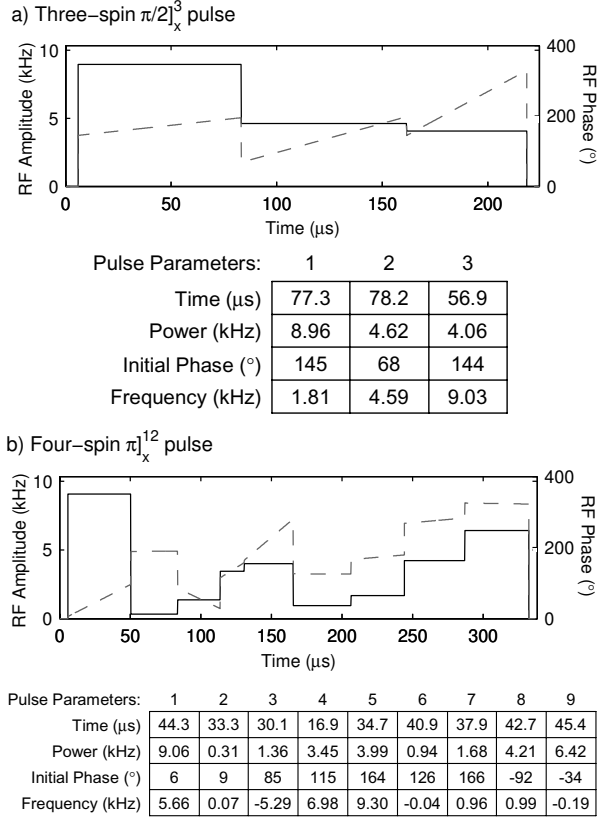 a) Three−spin π/2]³ₓ pulse
RF Amplitude (kHz)
10
5
0
400
200
0
RF Phase (°)
0 50 100 150 200
Time (μs)
Pulse Parameters: 1 2 3
Time (μs) 77.3 78.2 56.9
Power (kHz) 8.96 4.62 4.06
Initial Phase (°) 145 68 144
Frequency (kHz) 1.81 4.59 9.03
b) Four−spin π]¹²ₓ pulse
RF Amplitude (kHz)
10
5
0
400
200
0
RF Phase (°)
0 50 100 150 200 250 300
Time (μs)
Pulse Parameters: 1 2 3 4 5 6 7 8 9
Time (μs) 44.3 33.3 30.1 16.9 34.7 40.9 37.9 42.7 45.4
Power (kHz) 9.06 0.31 1.36 3.45 3.99 0.94 1.68 4.21 6.42
Initial Phase (°) 6 9 85 115 164 126 166 -92 -34
Frequency (kHz) 5.66 0.07 -5.29 6.98 9.30 -0.04 0.96 0.99 -0.19